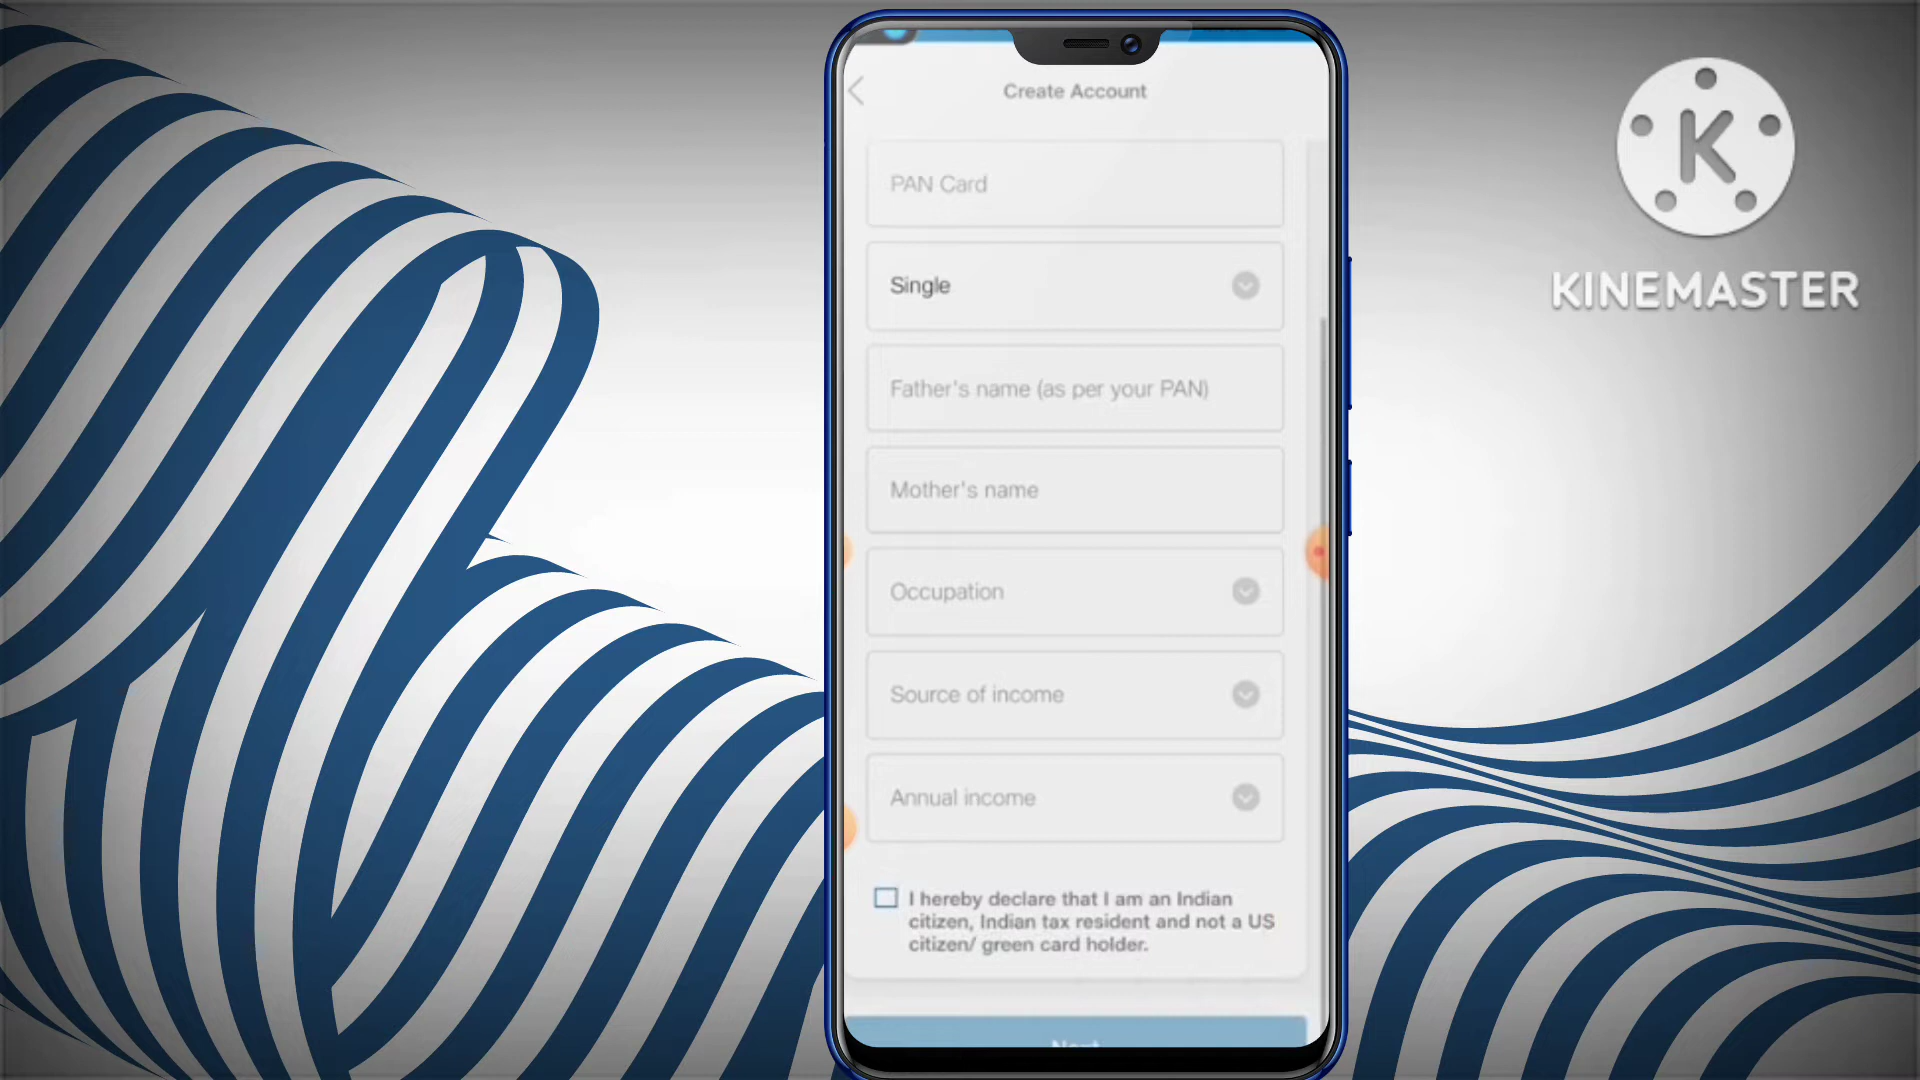 Create Account
K
KINEMASTER
PAN Card
Single
Father's name (as per your PAN)
Mother's name
Occupation
Source of income
Annual income
I hereby declare that I am an Indian
citizen, Indian tax resident and not a US
citizen/ green card holder.
Next